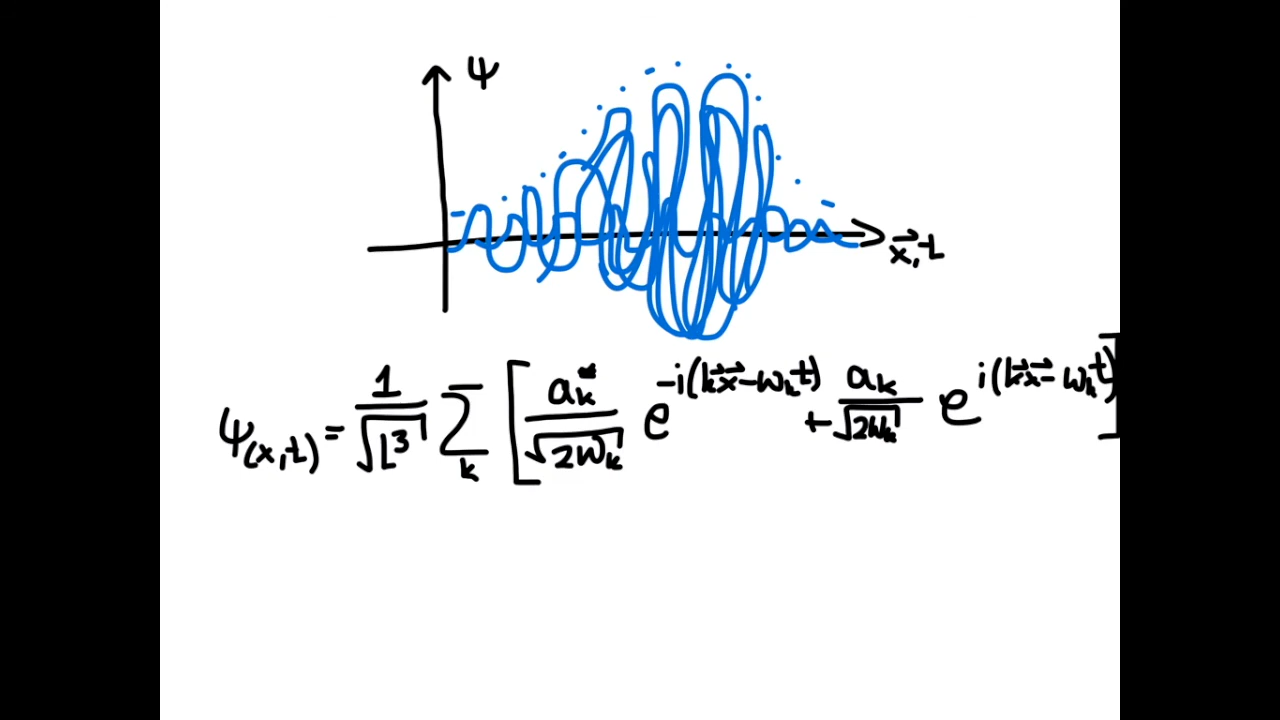 ψ
x⃗,t
ψ(x,t) = 1/√L³ Σ_k [ a_k*/√2ω_k e^{-i(k⃗x⃗-ω_k t)} + a_k/√2ω_k e^{i(k⃗x⃗-ω_k t)} ]